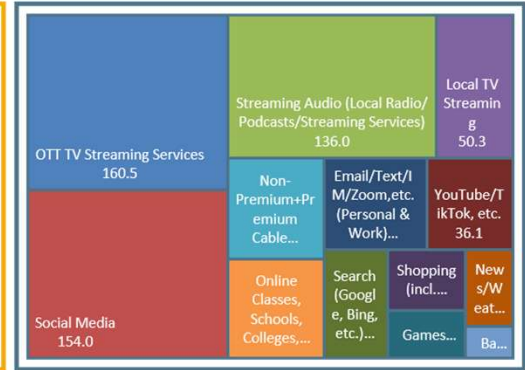 OTT TV Streaming Services
160.5
Social Media
154.0
Streaming Audio (Local Radio/
Podcasts/Streaming Services)
136.0
Local TV
Streamin
g
50.3
Non-
Premium+Pr
emium
Cable...
Email/Text/I
M/Zoom,etc.
(Personal &
Work)...
YouTube/T
ikTok, etc.
36.1
Online
Classes,
Schools,
Colleges,...
Search
(Googl
e, Bing,
etc.)...
Shopping
(incl....
Games...
New
s/W
eat...
Ba...